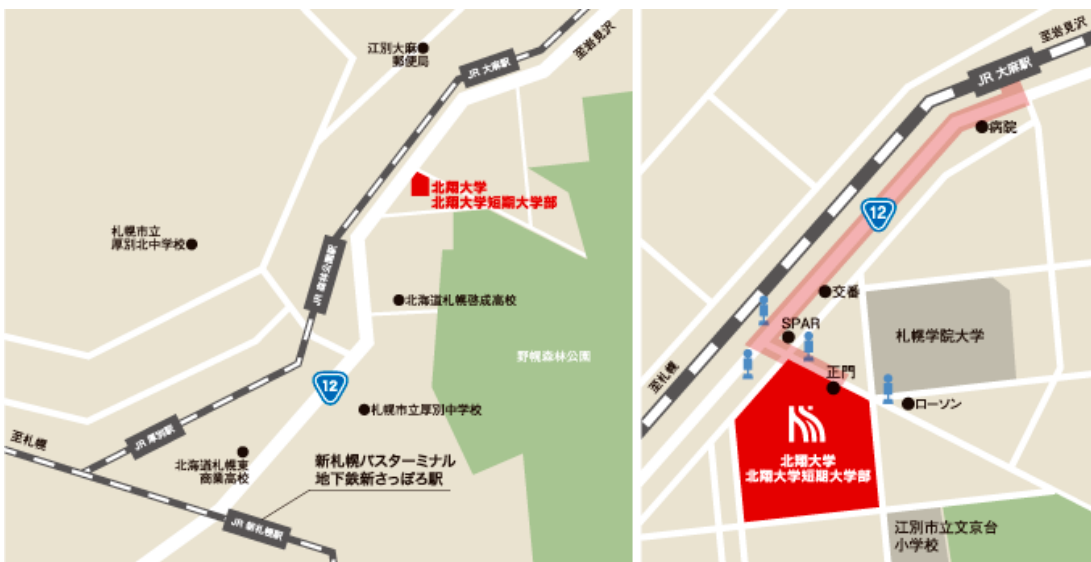 江別大麻
郵便局
JR 大麻駅
至岩見沢
北翔大学
北翔大学短期大学部
札幌市立
厚別北中学校
JR 森林公園駅
北海道札幌啓成高校
野幌森林公園
12
札幌市立厚別中学校
至札幌
JR 厚別駅
北海道札幌東
商業高校
新札幌バスターミナル
地下鉄新さっぽろ駅
JR 新札幌駅
至岩見沢
JR 大麻駅
病院
12
交番
SPAR
札幌学院大学
至札幌
正門
ローソン
北翔大学
北翔大学短期大学部
江別市立文京台
小学校